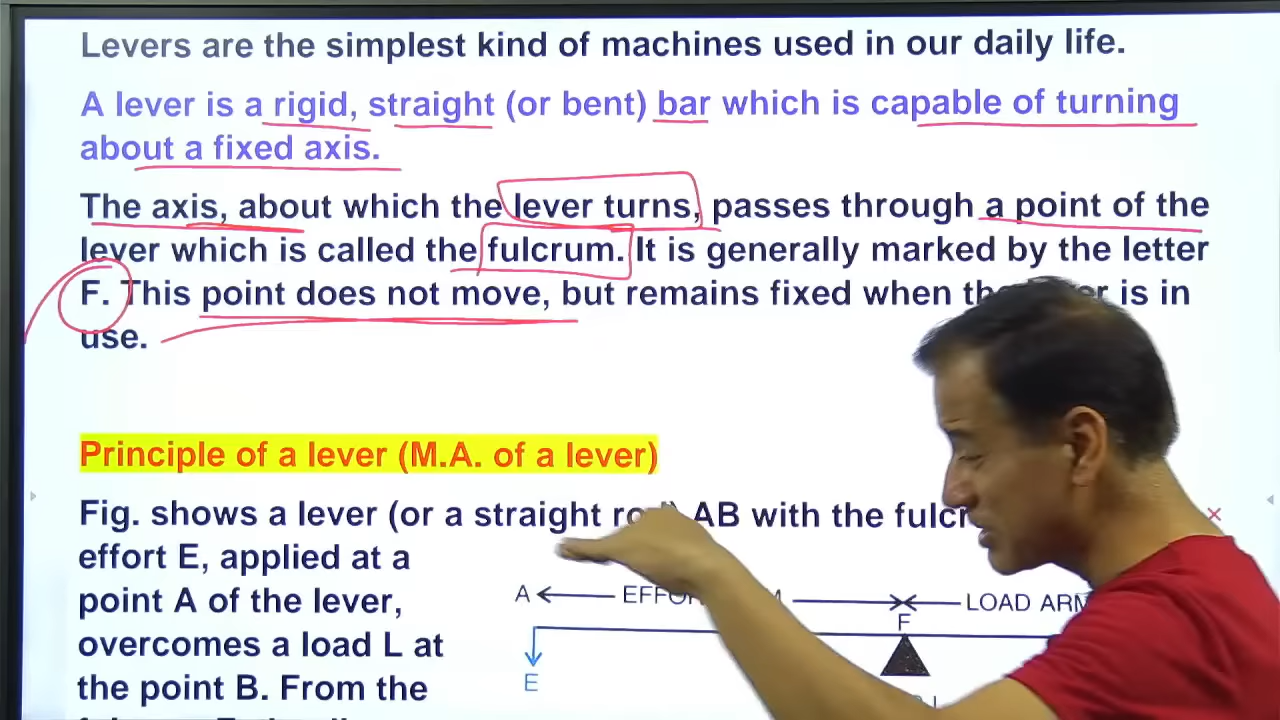 Levers are the simplest kind of machines used in our daily life.
A lever is a rigid, straight (or bent) bar which is capable of turning
about a fixed axis.
The axis, about which the lever turns, passes through a point of the
lever which is called the fulcrum. It is generally marked by the letter
F. This point does not move, but remains fixed when the is in
use.
Principle of a lever (M.A. of a lever)
Fig. shows a lever (or a straight AB with the
effort E, applied at a
point A of the lever,
overcomes a load L at
the point B. From the
A
LOAD ARM
F
E